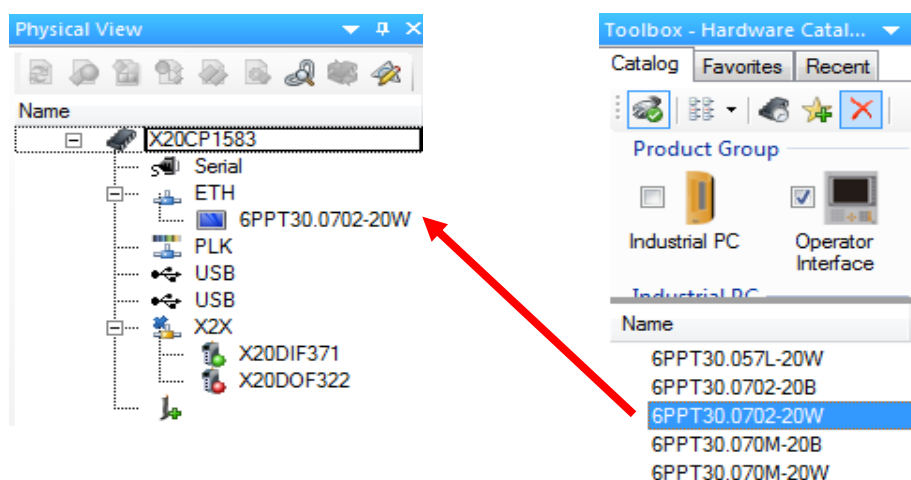 Physical View
Name
X20CP1583
Serial
ETH
6PPT30.0702-20W
PLK
USB
USB
X2X
X20DIF371
X20DOF322
Toolbox - Hardware Catal...
Catalog Favorites Recent
Product Group
Industrial PC
Operator
Interface
Industrial PC
Name
6PPT30.057L-20W
6PPT30.0702-20B
6PPT30.0702-20W
6PPT30.070M-20B
6PPT30.070M-20W